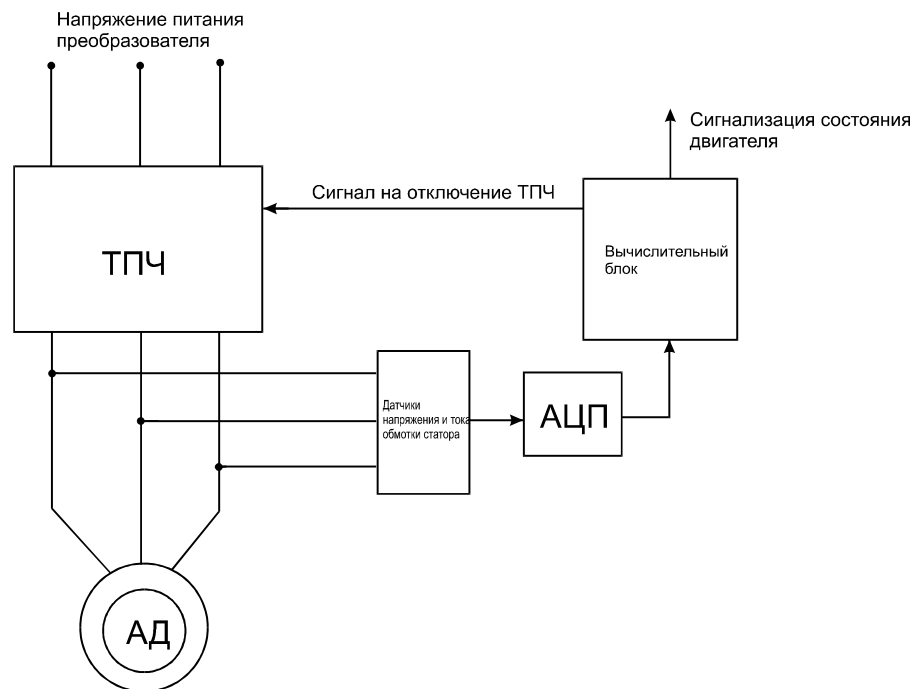 Напряжение питания
преобразователя
Сигнализация состояния
двигателя
Сигнал на отключение ТПЧ
ТПЧ
Вычислительный
блок
Датчики
напряжения и тока
обмотки статора
АЦП
АД